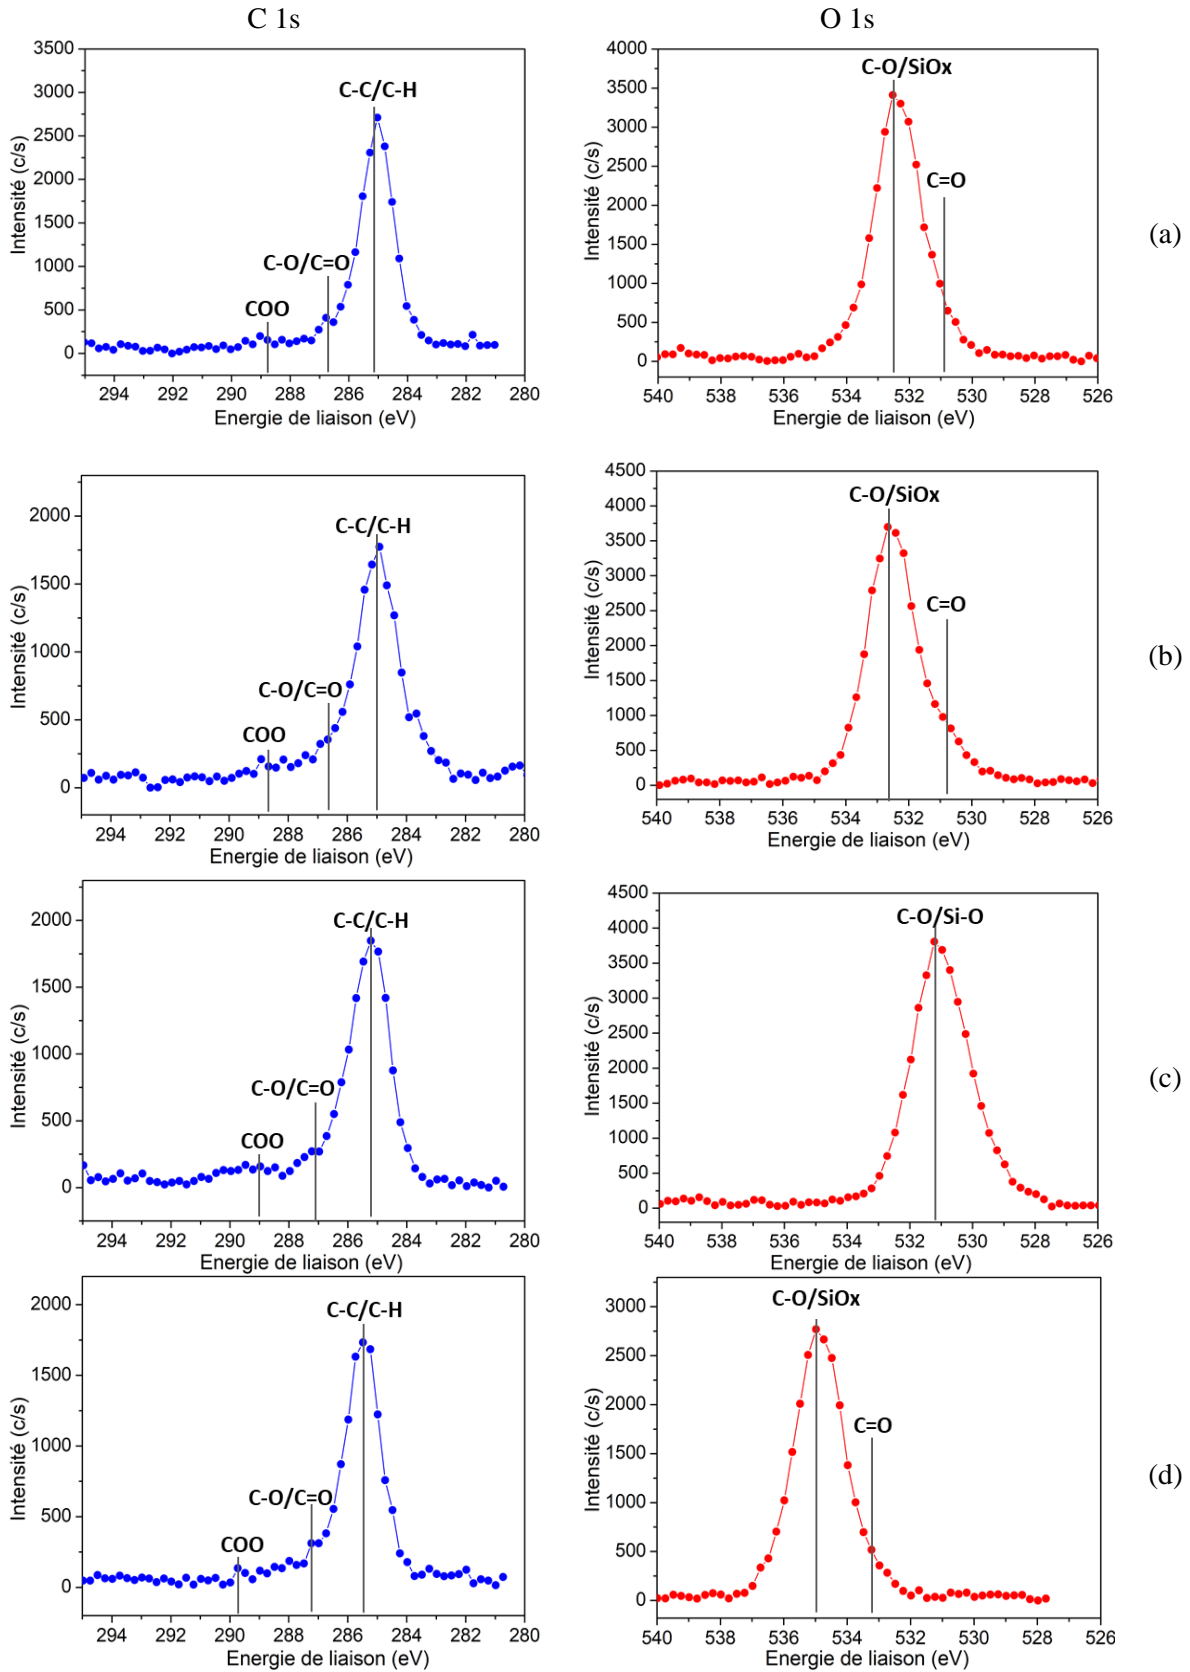 C 1s
O 1s
3500
3000
2500
2000
1500
1000
500
0
Intensité (c/s)
C-C/C-H
C-O/C=O
COO
294 292 290 288 286 284 282 280
Energie de liaison (eV)
4000
3500
3000
2500
2000
1500
1000
500
0
Intensité (c/s)
C-O/SiOx
C=O
540 538 536 534 532 530 528 526
Energie de liaison (eV)
(a)
2000
1500
1000
500
0
Intensité (c/s)
C-C/C-H
C-O/C=O
COO
294 292 290 288 286 284 282 280
Energie de liaison (eV)
4500
4000
3500
3000
2500
2000
1500
1000
500
0
Intensité (c/s)
C-O/SiOx
C=O
540 538 536 534 532 530 528 526
Energie de liaison (eV)
(b)
2000
1500
1000
500
0
Intensité (c/s)
C-C/C-H
C-O/C=O
COO
294 292 290 288 286 284 282 280
Energie de liaison (eV)
4500
4000
3500
3000
2500
2000
1500
1000
500
0
Intensité (c/s)
C-O/Si-O
540 538 536 534 532 530 528 526
Energie de liaison (eV)
(c)
2000
1500
1000
500
0
Intensité (c/s)
C-C/C-H
C-O/C=O
COO
294 292 290 288 286 284 282 280
Energie de liaison (eV)
3000
2500
2000
1500
1000
500
0
Intensité (c/s)
C-O/SiOx
C=O
540 538 536 534 532 530 528 526
Energie de liaison (eV)
(d)